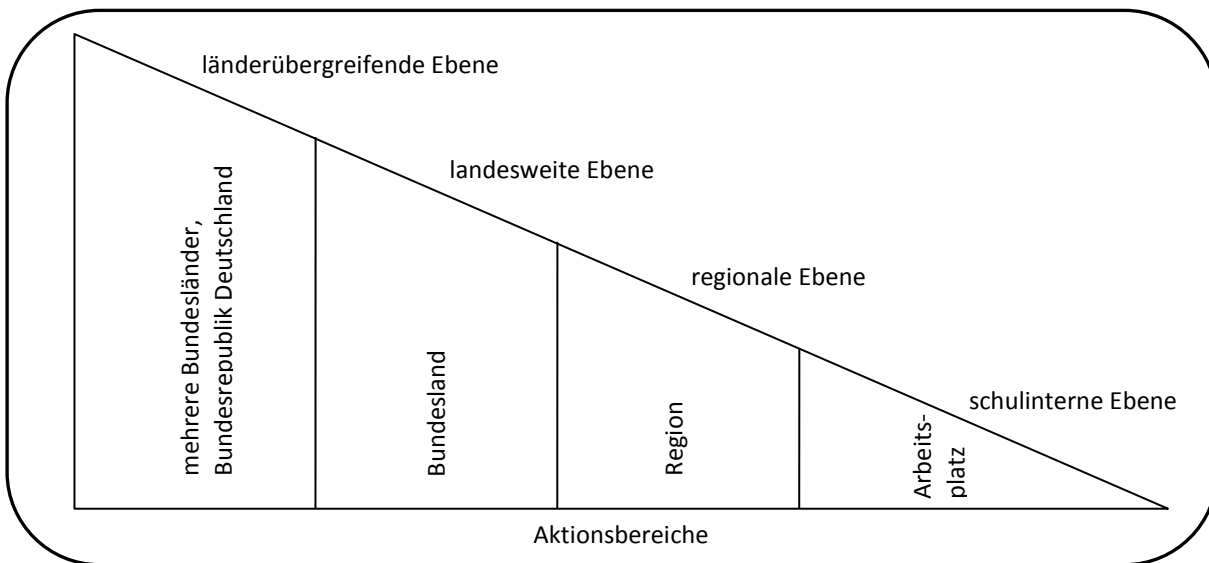 länderübergreifende Ebene
landesweite Ebene
regionale Ebene
schulinterne Ebene
mehrere Bundesländer,
Bundesrepublik Deutschland
Bundesland
Region
Arbeits-
platz
Aktionsbereiche